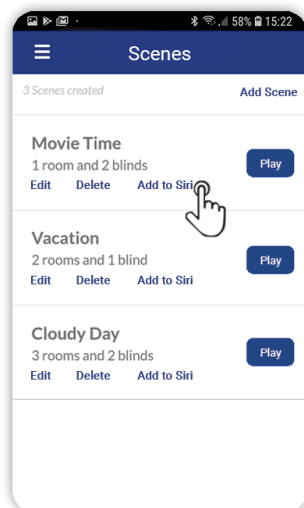 58% 15:22
Scenes
3 Scenes created Add Scene
Movie Time
1 room and 2 blinds
Play
Edit Delete Add to Siri
Vacation
2 rooms and 1 blind
Play
Edit Delete Add to Siri
Cloudy Day
3 rooms and 2 blinds
Play
Edit Delete Add to Siri